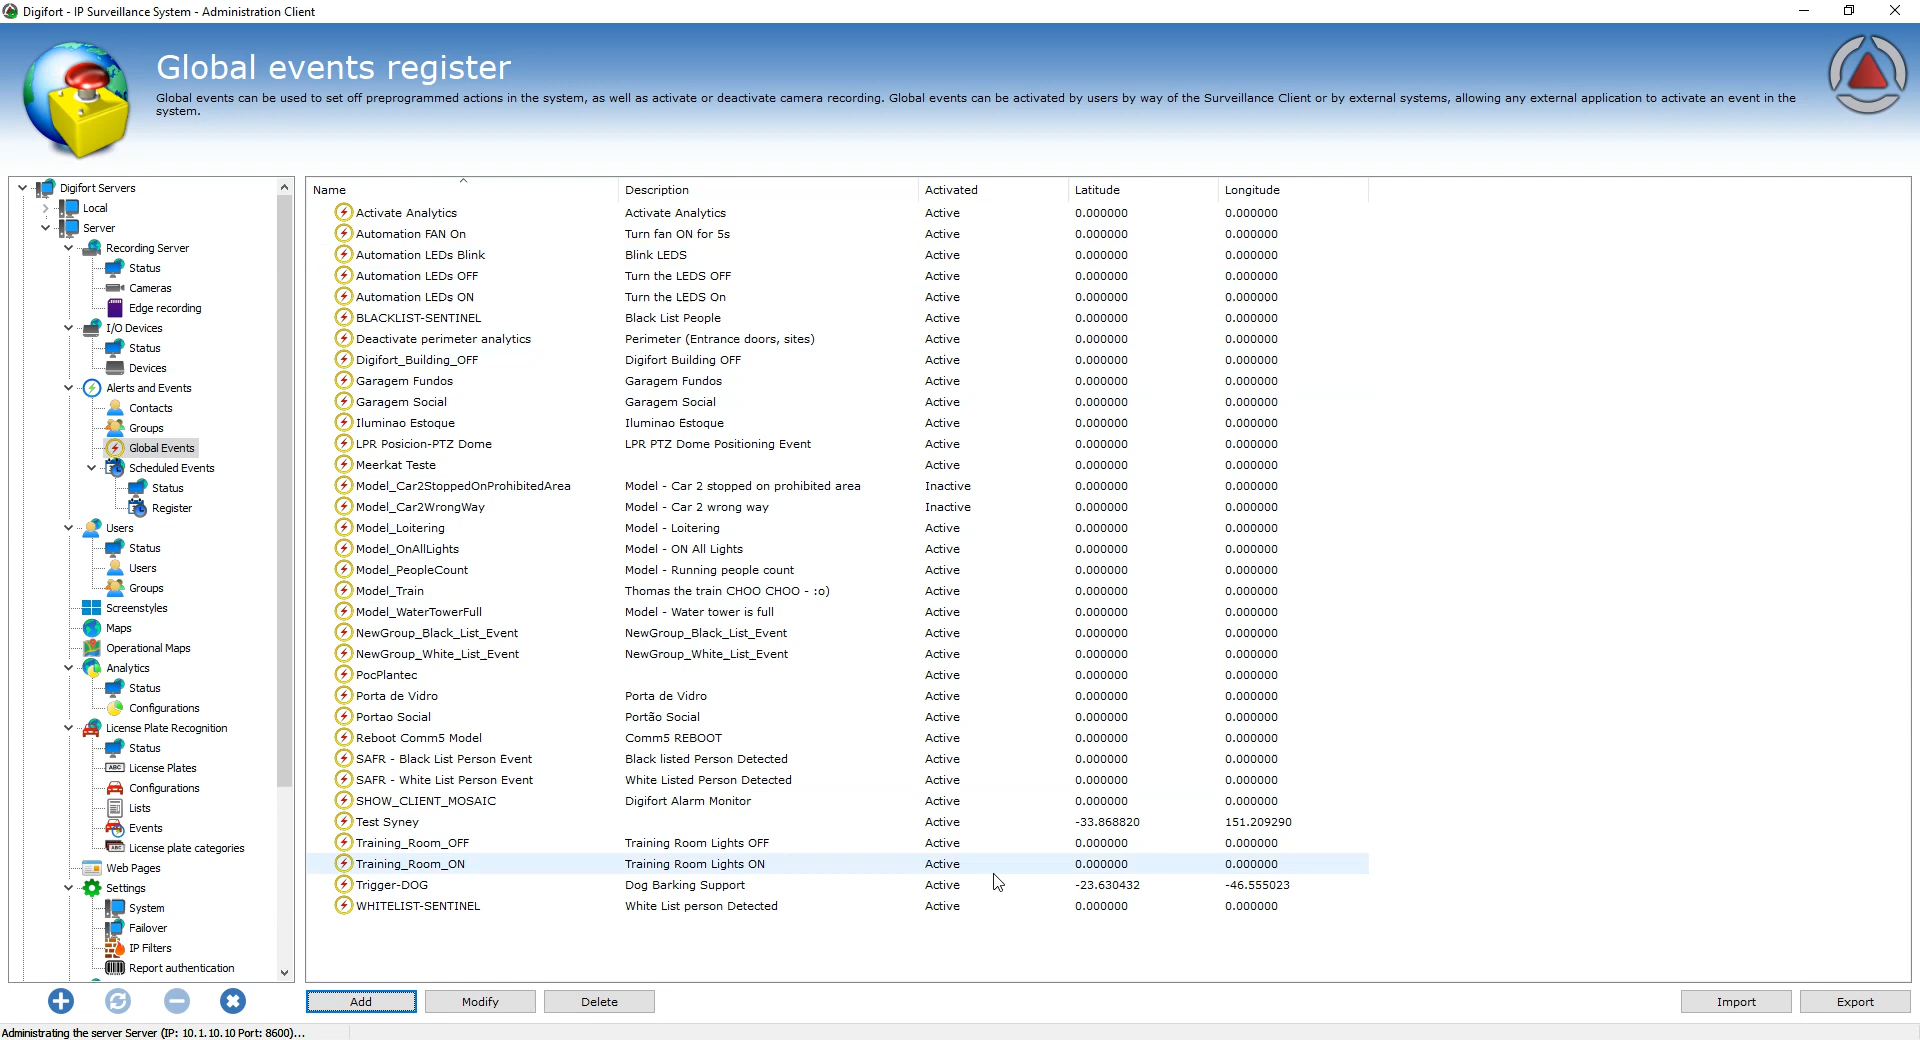 Digifort - IP Surveillance System - Administration Client
Global events register
Global events can be used to set off preprogrammed actions in the system, as well as activate or deactivate camera recording. Global events can be activated by users by way of the Surveillance Client or by external systems, allowing any external application to activate an event in the
system.
Digifort Servers
Local
Server
Recording Server
Status
Cameras
Edge recording
I/O Devices
Status
Devices
Alerts and Events
Contacts
Groups
Global Events
Scheduled Events
Status
Register
Users
Status
Users
Groups
Screenstyles
Maps
Operational Maps
Analytics
Status
Configurations
License Plate Recognition
Status
ABC License Plates
Configurations
Lists
Events
ABC License plate categories
Web Pages
Settings
System
Failover
IP Filters
Report authentication
Name Description Activated Latitude Longitude
Activate Analytics Activate Analytics Active 0.000000 0.000000
Automation FAN On Turn fan ON for 5s Active 0.000000 0.000000
Automation LEDs Blink Blink LEDS Active 0.000000 0.000000
Automation LEDs OFF Turn the LEDS OFF Active 0.000000 0.000000
Automation LEDs ON Turn the LEDS On Active 0.000000 0.000000
BLACKLIST-SENTINEL Black List People Active 0.000000 0.000000
Deactivate perimeter analytics Perimeter (Entrance doors, sites) Active 0.000000 0.000000
Digifort_Building_OFF Digifort Building OFF Active 0.000000 0.000000
Garagem Fundos Garagem Fundos Active 0.000000 0.000000
Garagem Social Garagem Social Active 0.000000 0.000000
Iluminao Estoque Iluminao Estoque Active 0.000000 0.000000
LPR Posicion-PTZ Dome LPR PTZ Dome Positioning Event Active 0.000000 0.000000
Meerkat Teste Active 0.000000 0.000000
Model_Car2StoppedOnProhibitedArea Model - Car 2 stopped on prohibited area Inactive 0.000000 0.000000
Model_Car2WrongWay Model - Car 2 wrong way Inactive 0.000000 0.000000
Model_Loitering Model - Loitering Active 0.000000 0.000000
Model_OnAllLights Model - ON All Lights Active 0.000000 0.000000
Model_PeopleCount Model - Running people count Active 0.000000 0.000000
Model_Train Thomas the train CHOO CHOO - :o) Active 0.000000 0.000000
Model_WaterTowerFull Model - Water tower is full Active 0.000000 0.000000
NewGroup_Black_List_Event NewGroup_Black_List_Event Active 0.000000 0.000000
NewGroup_White_List_Event NewGroup_White_List_Event Active 0.000000 0.000000
PocPlantec Active 0.000000 0.000000
Porta de Vidro Porta de Vidro Active 0.000000 0.000000
Portao Social Portão Social Active 0.000000 0.000000
Reboot Comm5 Model Comm5 REBOOT Active 0.000000 0.000000
SAFR - Black List Person Event Black listed Person Detected Active 0.000000 0.000000
SAFR - White List Person Event White Listed Person Detected Active 0.000000 0.000000
SHOW_CLIENT_MOSAIC Digifort Alarm Monitor Active 0.000000 0.000000
Test Syney Active -33.868820 151.209290
Training_Room_OFF Training Room Lights OFF Active 0.000000 0.000000
Training_Room_ON Training Room Lights ON Active 0.000000 0.000000
Trigger-DOG Dog Barking Support Active -23.630432 -46.555023
WHITELIST-SENTINEL White List person Detected Active 0.000000 0.000000
Add Modify Delete Import Export
Administrating the server Server (IP: 10.1.10.10 Port: 8600)...